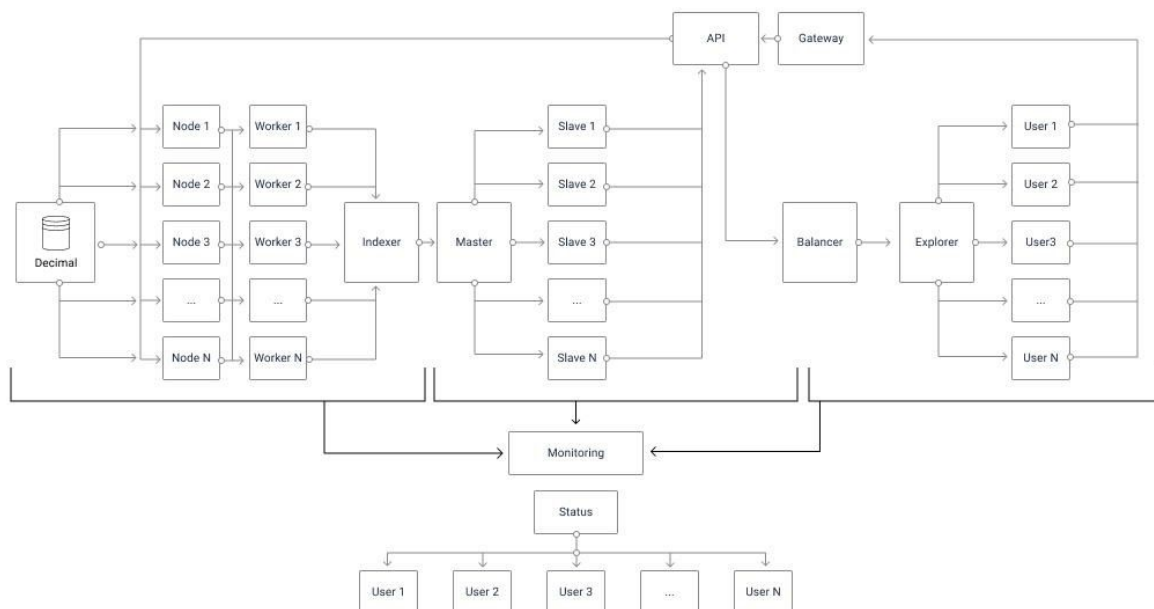 API
Gateway
Node 1
Worker 1
Slave 1
User 1
Node 2
Worker 2
Slave 2
User 2
Decimal
Node 3
Worker 3
Indexer
Master
Slave 3
Balancer
Explorer
User3
...
...
...
...
Node N
Worker N
Slave N
User N
Monitoring
Status
User 1
User 2
User 3
...
User N